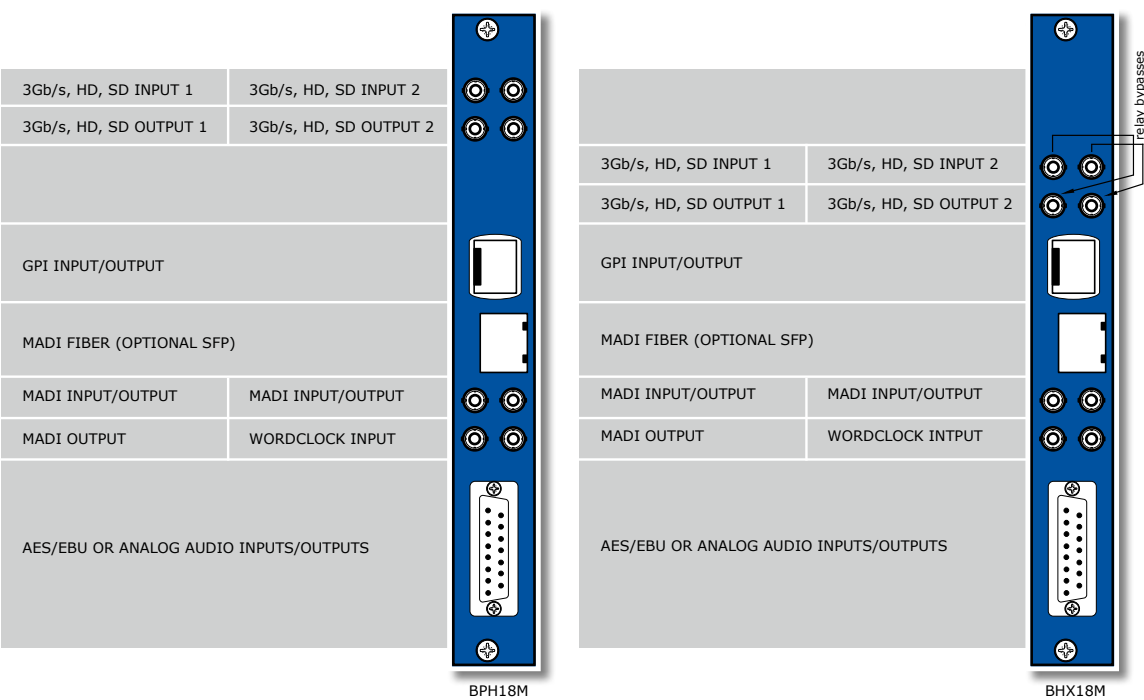 3Gb/s, HD, SD INPUT 1 3Gb/s, HD, SD INPUT 2
3Gb/s, HD, SD OUTPUT 1 3Gb/s, HD, SD OUTPUT 2
GPI INPUT/OUTPUT
MADI FIBER (OPTIONAL SFP)
MADI INPUT/OUTPUT MADI INPUT/OUTPUT
MADI OUTPUT WORDCLOCK INPUT
AES/EBU OR ANALOG AUDIO INPUTS/OUTPUTS
BPH18M
relay bypasses
3Gb/s, HD, SD INPUT 1 3Gb/s, HD, SD INPUT 2
3Gb/s, HD, SD OUTPUT 1 3Gb/s, HD, SD OUTPUT 2
GPI INPUT/OUTPUT
MADI FIBER (OPTIONAL SFP)
MADI INPUT/OUTPUT MADI INPUT/OUTPUT
MADI OUTPUT WORDCLOCK INTPUT
AES/EBU OR ANALOG AUDIO INPUTS/OUTPUTS
BHX18M